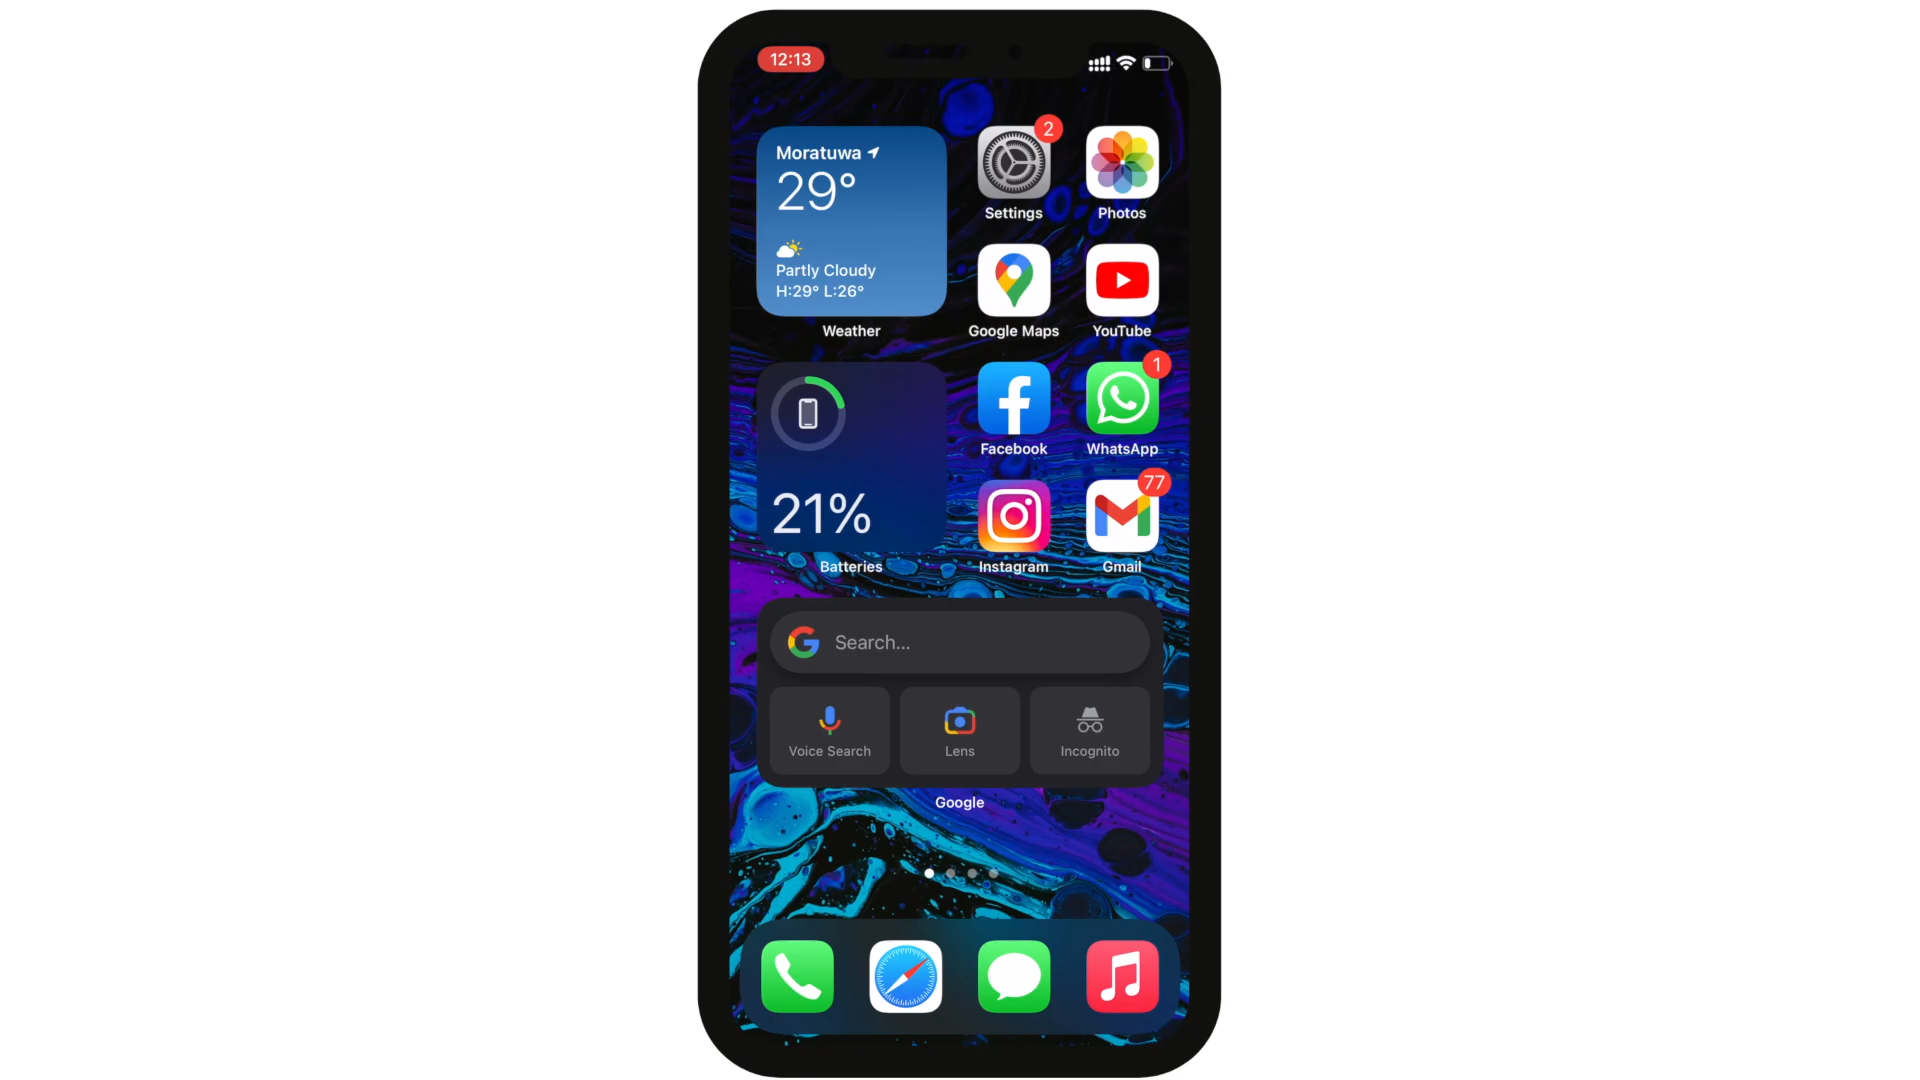 12:13
Moratuwa
29°
Partly Cloudy
H:29° L:26°
Weather
2
Settings
Photos
Google Maps
YouTube
21%
Batteries
Facebook
1
WhatsApp
Instagram
77
Gmail
Search...
Voice Search
Lens
Incognito
Google